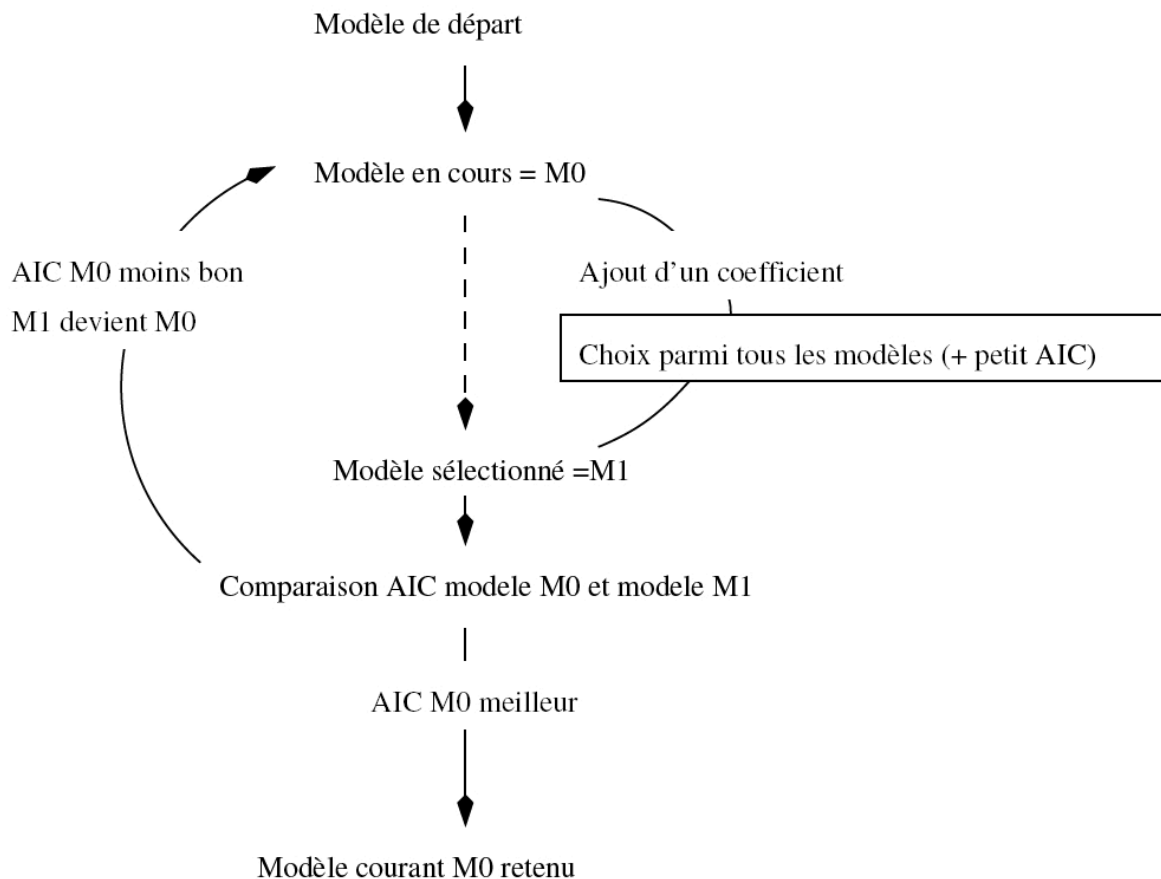 Modèle de départ
Modèle en cours = M0
AIC M0 moins bon
M1 devient M0
Ajout d'un coefficient
Choix parmi tous les modèles (+ petit AIC)
Modèle sélectionné =M1
Comparaison AIC modele M0 et modele M1
AIC M0 meilleur
Modèle courant M0 retenu